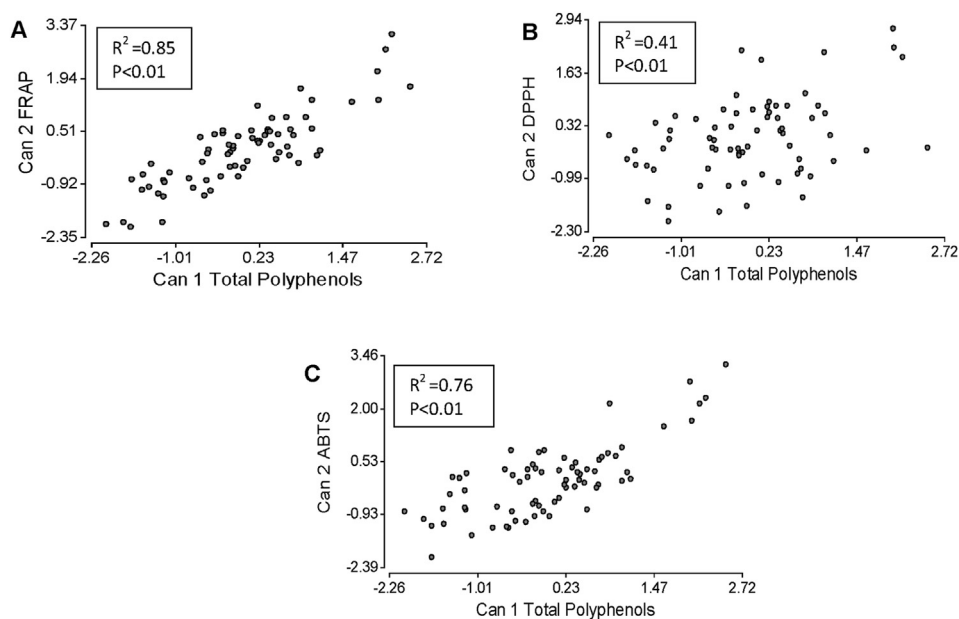 A
3.37
1.94
0.51
-0.92
-2.35
Can 2 FRAP
R²=0.85
P<0.01
-2.26 -1.01 0.23 1.47 2.72
Can 1 Total Polyphenols
B
2.94
1.63
0.32
-0.99
-2.30
Can 2 DPPH
R²=0.41
P<0.01
-2.26 -1.01 0.23 1.47 2.72
Can 1 Total Polyphenols
C
3.46
2.00
0.53
-0.93
-2.39
Can 2 ABTS
R²=0.76
P<0.01
-2.26 -1.01 0.23 1.47 2.72
Can 1 Total Polyphenols